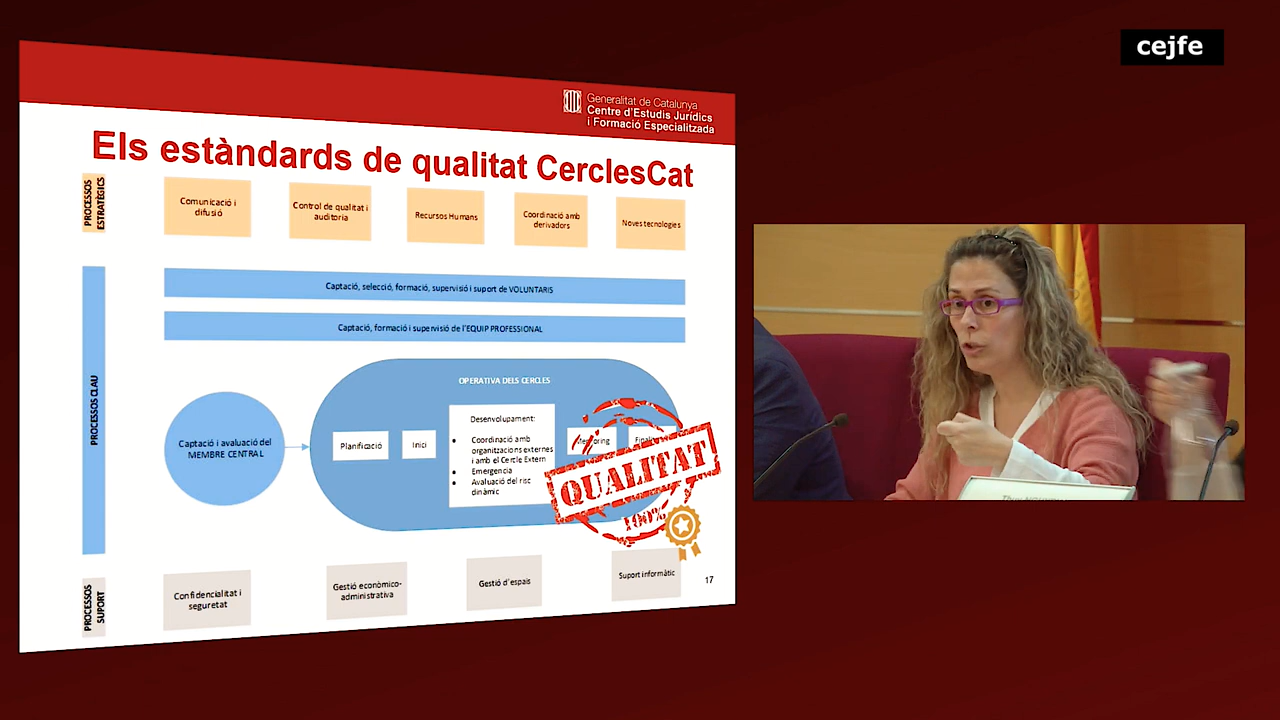 cejfe
Generalitat de Catalunya
Centre d'Estudis Jurídics
i Formació Especialitzada
Els estàndards de qualitat CerclesCat
PROCESSOS
ESTRATÈGICS
Comunicació i
difusió
Control de qualitat i
auditoria
Recursos Humans
Coordinació amb
derivadors
Noves tecnologies
PROCESSOS CLAU
Captació, selecció, formació, supervisió i suport de VOLUNTARIS
Captació, formació i supervisió de l'EQUIP PROFESSIONAL
Captació i avaluació del
MEMBRE CENTRAL
OPERATIVA DELS CERCLES
Planificació
Inici
Desenvolupament:
• Coordinació amb
organitzacions externes
i amb el Cercle Extern
• Emergencia
• Avaluació del risc
dinàmic
QUALITAT
100%
PROCESSOS
SUPORT
Confidencialitat i
seguretat
Gestió econòmico-
administrativa
Gestió d'espais
Suport informàtic
17